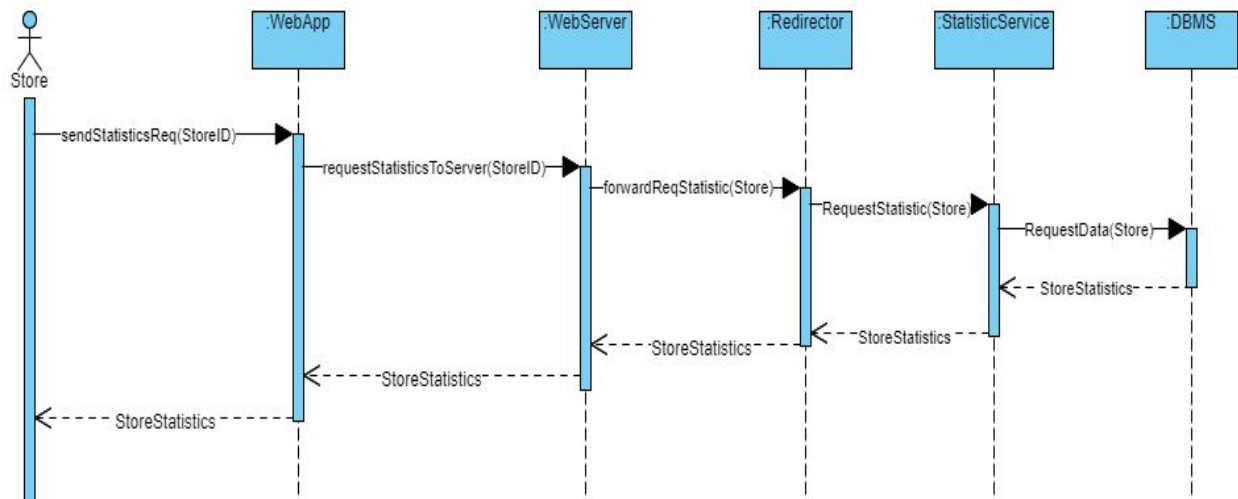 :WebApp
:WebServer
:Redirector
:StatisticService
:DBMS
Store
sendStatisticsReq(StoreID)
requestStatisticsToServer(StoreID)
forwardReqStatistic(Store)
RequestStatistic(Store)
RequestData(Store)
StoreStatistics
StoreStatistics
StoreStatistics
StoreStatistics
StoreStatistics